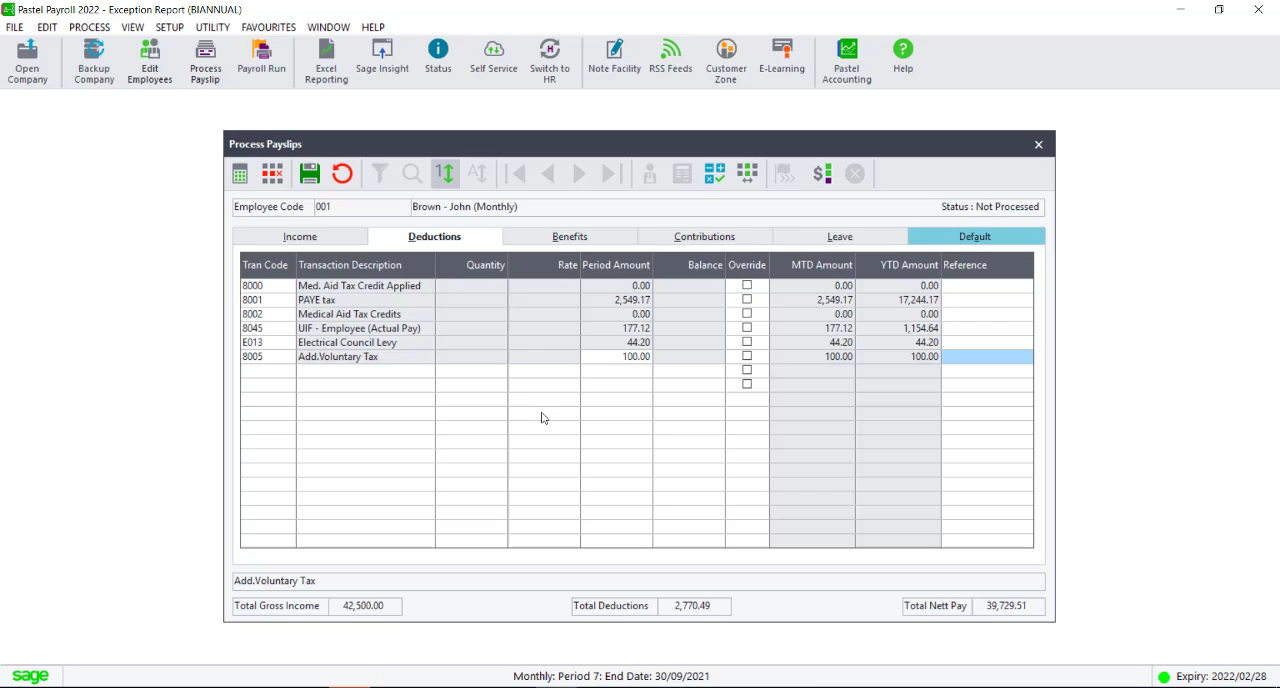 Pastel Payroll 2022 - Exception Report (BIANNUAL)
FILE EDIT PROCESS VIEW SETUP UTILITY FAVOURITES WINDOW HELP
Open Company
Backup Company
Edit Employees
Process Payslip
Payroll Run
Excel Reporting
Sage Insight
Status
Self Service
Switch to HR
Note Facility
RSS Feeds
Customer Zone
E-Learning
Pastel Accounting
Help
Process Payslips
Employee Code 001 Brown - John (Monthly) Status : Not Processed
Income Deductions Benefits Contributions Leave Default
Tran Code Transaction Description Quantity Rate Period Amount Balance Override MTD Amount YTD Amount Reference
8000 Med. Aid Tax Credit Applied 0.00 0.00 0.00
8001 PAYE tax 2,549.17 2,549.17 17,244.17
8002 Medical Aid Tax Credits 0.00 0.00 0.00
8045 UIF - Employee (Actual Pay) 177.12 177.12 1,154.64
E013 Electrical Council Levy 44.20 44.20 44.20
8005 Add.Voluntary Tax 100.00 100.00 100.00
Add.Voluntary Tax
Total Gross Income 42,500.00 Total Deductions 2,770.49 Total Nett Pay 39,729.51
sage Monthly: Period 7: End Date: 30/09/2021 Expiry: 2022/02/28